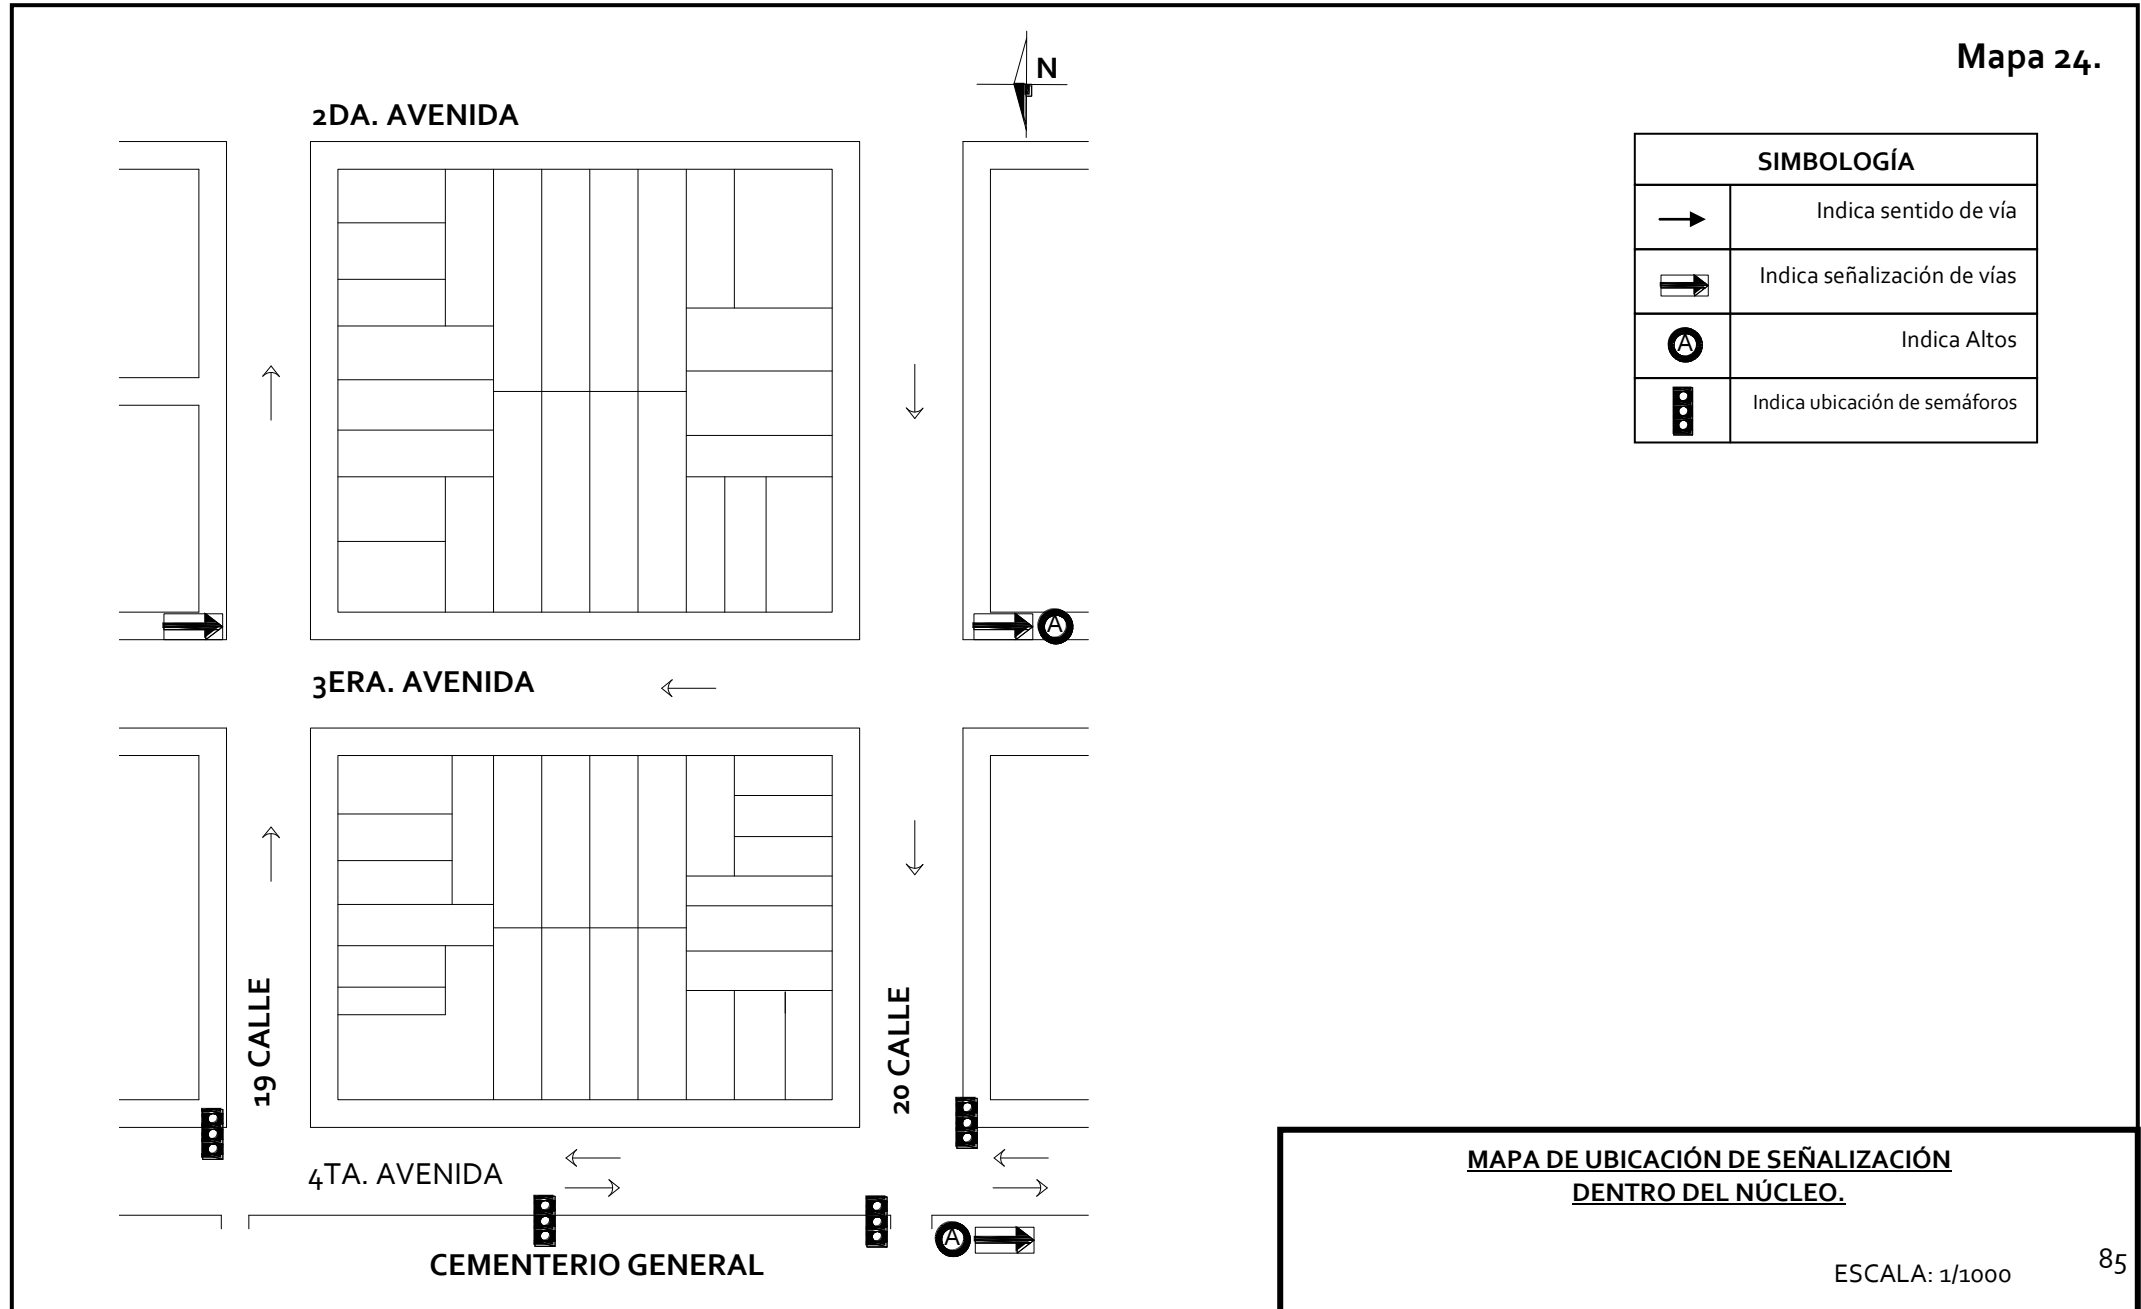 Mapa 24.
N
2DA. AVENIDA
SIMBOLOGÍA
Indica sentido de vía
Indica señalización de vías
A
Indica Altos
Indica ubicación de semáforos
A
3ERA. AVENIDA
19 CALLE
20 CALLE
4TA. AVENIDA
A
CEMENTERIO GENERAL
MAPA DE UBICACIÓN DE SEÑALIZACIÓN
DENTRO DEL NÚCLEO.
ESCALA: 1/1000
85